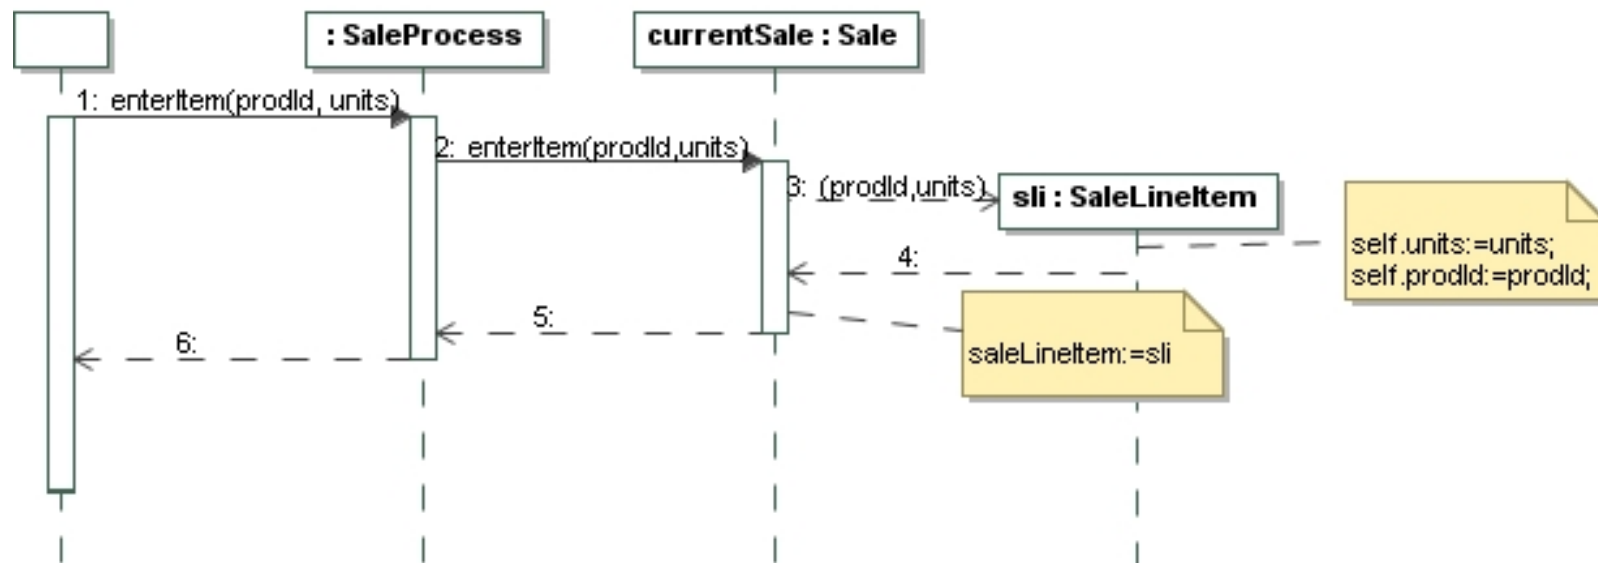 : SaleProcess
currentSale : Sale
1: enterItem(prodId, units)
2: enterItem(prodId,units)
3: (prodId,units)
sli : SaleLineItem
self.units:=units;
self.prodId:=prodId;
4:
5:
6:
saleLineItem:=sli